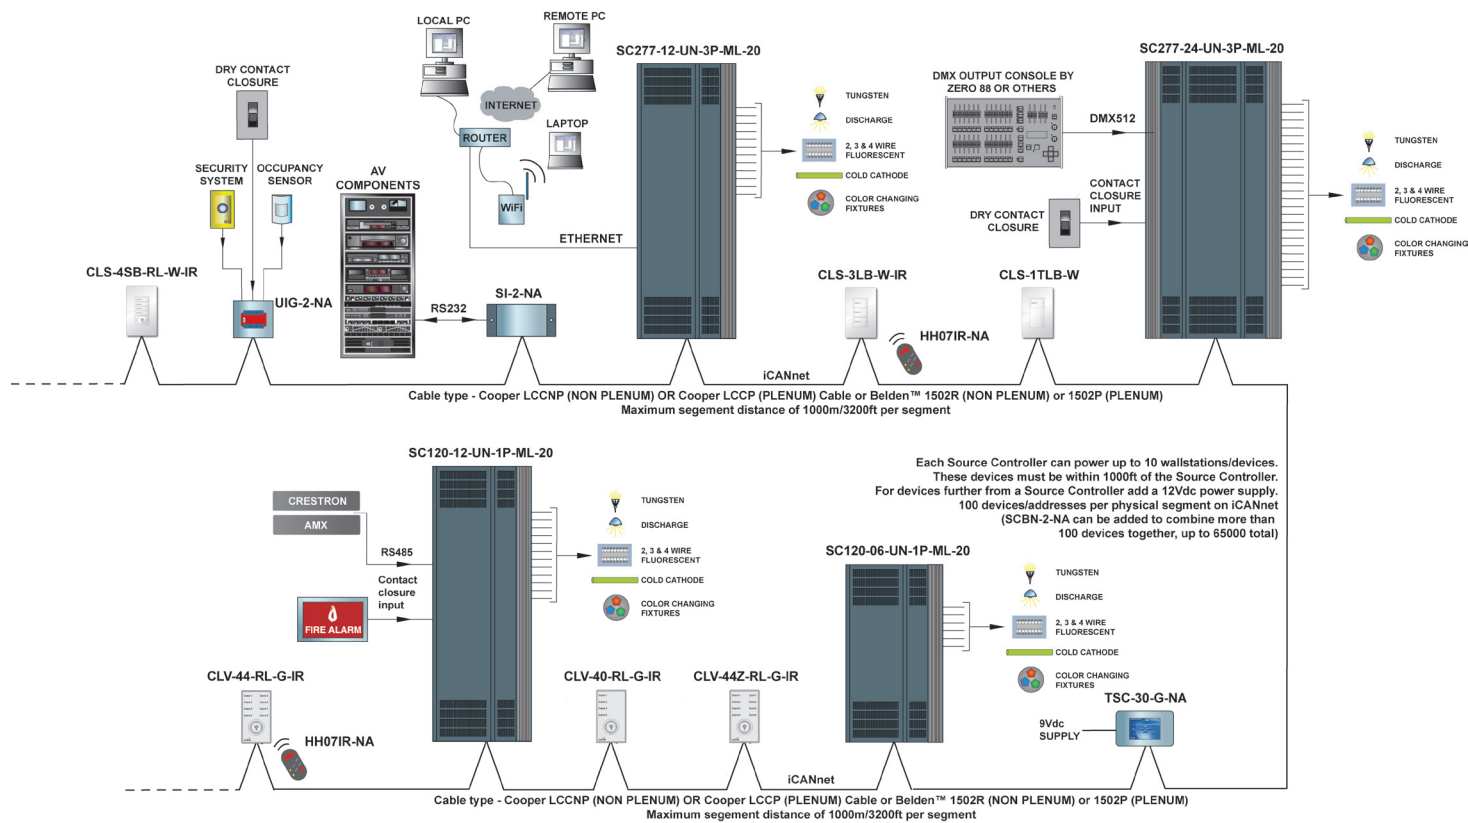 LOCAL PC
REMOTE PC
SC277-12-UN-3P-ML-20
SC277-24-UN-3P-ML-20
DRY CONTACT
CLOSURE
INTERNET
ROUTER
LAPTOP
WiFi
ETHERNET
SECURITY
SYSTEM
OCCUPANCY
SENSOR
AV
COMPONENTS
TUNGSTEN
DISCHARGE
2, 3 & 4 WIRE
FLUORESCENT
COLD CATHODE
COLOR CHANGING
FIXTURES
DMX OUTPUT CONSOLE BY
ZERO 88 OR OTHERS
DMX512
CONTACT
CLOSURE
INPUT
DRY CONTACT
CLOSURE
TUNGSTEN
DISCHARGE
2, 3 & 4 WIRE
FLUORESCENT
COLD CATHODE
COLOR CHANGING
FIXTURES
CLS-4SB-RL-W-IR
UIG-2-NA
RS232
SI-2-NA
CLS-3LB-W-IR
HH07IR-NA
CLS-1TLB-W
iCANnet
Cable type - Cooper LCCNP (NON PLENUM) OR Cooper LCCP (PLENUM) Cable or Belden™ 1502R (NON PLENUM) or 1502P (PLENUM)
Maximum segement distance of 1000m/3200ft per segment
SC120-12-UN-1P-ML-20
CRESTRON
AMX
RS485
Contact
closure
input
FIRE ALARM
TUNGSTEN
DISCHARGE
2, 3 & 4 WIRE
FLUORESCENT
COLD CATHODE
COLOR CHANGING
FIXTURES
Each Source Controller can power up to 10 wallstations/devices.
These devices must be within 1000ft of the Source Controller.
For devices further from a Source Controller add a 12Vdc power supply.
100 devices/addresses per physical segment on iCANnet
(SCBN-2-NA can be added to combine more than
100 devices together, up to 65000 total)
SC120-06-UN-1P-ML-20
TUNGSTEN
DISCHARGE
2, 3 & 4 WIRE
FLUORESCENT
COLD CATHODE
COLOR CHANGING
FIXTURES
CLV-44-RL-G-IR
HH07IR-NA
CLV-40-RL-G-IR
CLV-44Z-RL-G-IR
TSC-30-G-NA
9Vdc
SUPPLY
iCANnet
Cable type - Cooper LCCNP (NON PLENUM) OR Cooper LCCP (PLENUM) Cable or Belden™ 1502R (NON PLENUM) or 1502P (PLENUM)
Maximum segement distance of 1000m/3200ft per segment